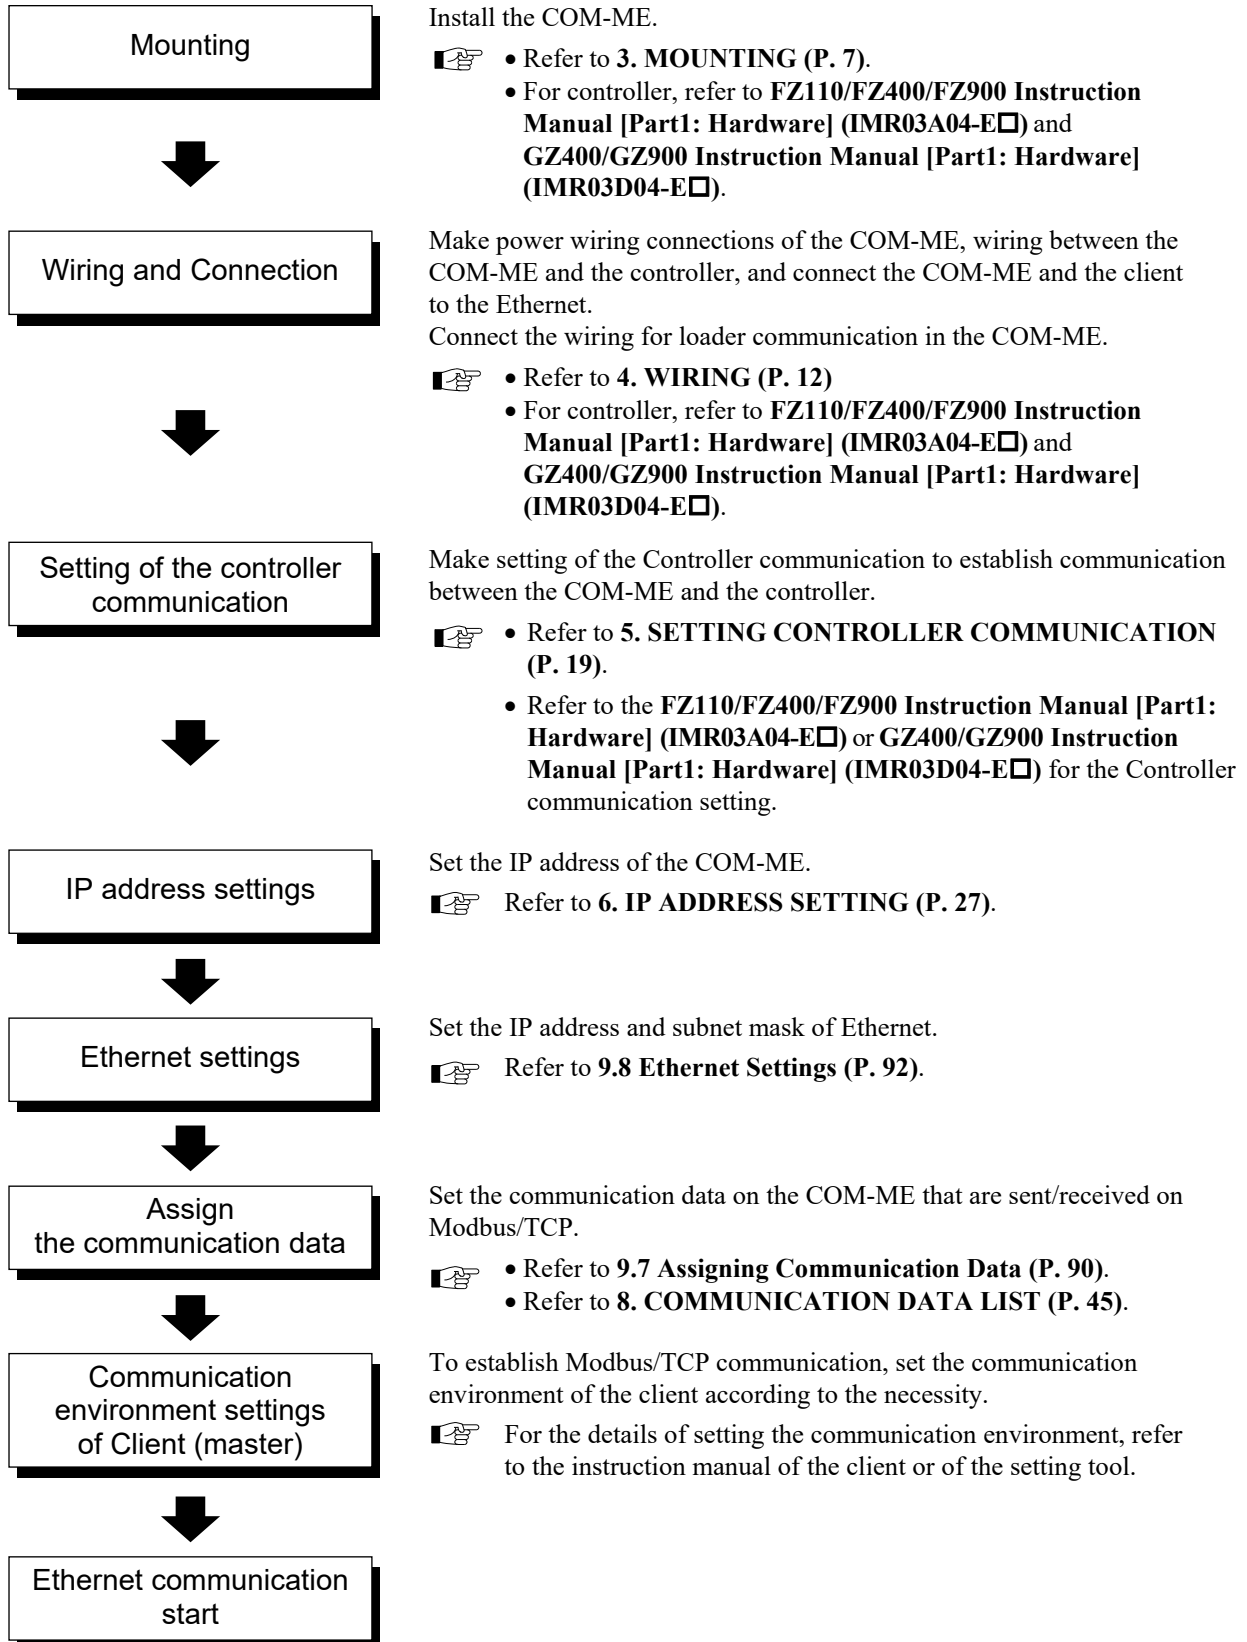 Mounting
Install the COM-ME.
• Refer to 3. MOUNTING (P. 7).
• For controller, refer to FZ110/FZ400/FZ900 Instruction
Manual [Part1: Hardware] (IMR03A04-E□) and
GZ400/GZ900 Instruction Manual [Part1: Hardware]
(IMR03D04-E□).
Wiring and Connection
Make power wiring connections of the COM-ME, wiring between the
COM-ME and the controller, and connect the COM-ME and the client
to the Ethernet.
Connect the wiring for loader communication in the COM-ME.
• Refer to 4. WIRING (P. 12)
• For controller, refer to FZ110/FZ400/FZ900 Instruction
Manual [Part1: Hardware] (IMR03A04-E□) and
GZ400/GZ900 Instruction Manual [Part1: Hardware]
(IMR03D04-E□).
Setting of the controller
communication
Make setting of the Controller communication to establish communication
between the COM-ME and the controller.
• Refer to 5. SETTING CONTROLLER COMMUNICATION
(P. 19).
• Refer to the FZ110/FZ400/FZ900 Instruction Manual [Part1:
Hardware] (IMR03A04-E□) or GZ400/GZ900 Instruction
Manual [Part1: Hardware] (IMR03D04-E□) for the Controller
communication setting.
IP address settings
Set the IP address of the COM-ME.
Refer to 6. IP ADDRESS SETTING (P. 27).
Ethernet settings
Set the IP address and subnet mask of Ethernet.
Refer to 9.8 Ethernet Settings (P. 92).
Assign
the communication data
Set the communication data on the COM-ME that are sent/received on
Modbus/TCP.
• Refer to 9.7 Assigning Communication Data (P. 90).
• Refer to 8. COMMUNICATION DATA LIST (P. 45).
Communication
environment settings
of Client (master)
To establish Modbus/TCP communication, set the communication
environment of the client according to the necessity.
For the details of setting the communication environment, refer
to the instruction manual of the client or of the setting tool.
Ethernet communication
start